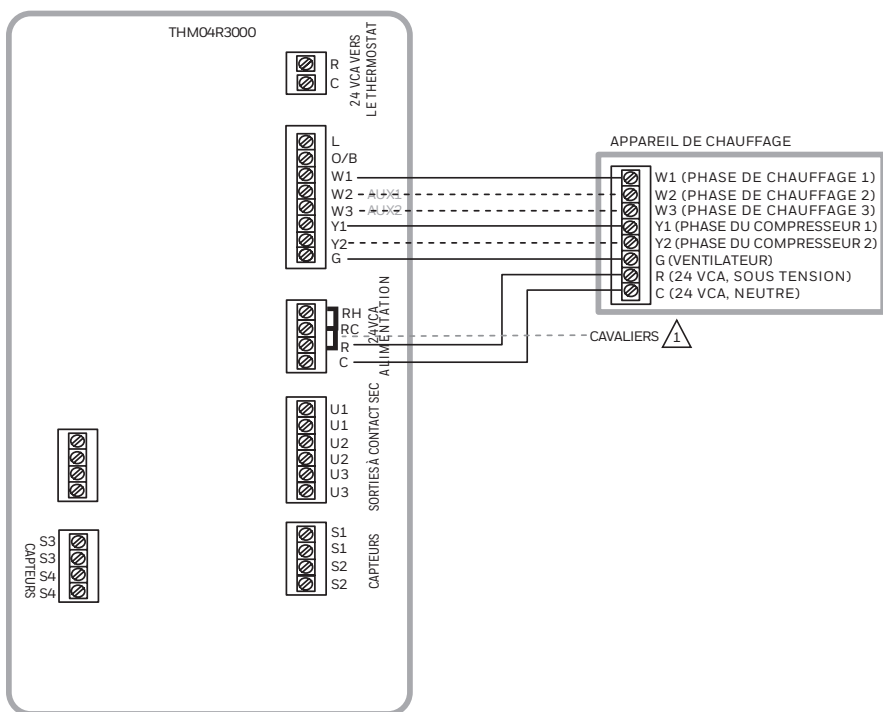 THM04R3000
R
C
24 VCA VERS
LE THERMOSTAT
L
O/B
W1
W2 AUX1
W3 AUX2
Y1
Y2
G
RH
RC
R
C
24VCA
ALIMENTATION
U1
U1
U2
U2
U3
U3
SORTIES À CONTACT SEC
S1
S1
S2
S2
CAPTEURS
S3
S3
S4
S4
CAPTEURS
APPAREIL DE CHAUFFAGE
W1 (PHASE DE CHAUFFAGE 1)
W2 (PHASE DE CHAUFFAGE 2)
W3 (PHASE DE CHAUFFAGE 3)
Y1 (PHASE DU COMPRESSEUR 1)
Y2 (PHASE DU COMPRESSEUR 2)
G (VENTILATEUR)
R (24 VCA, SOUS TENSION)
C (24 VCA, NEUTRE)
CAVALIERS 1